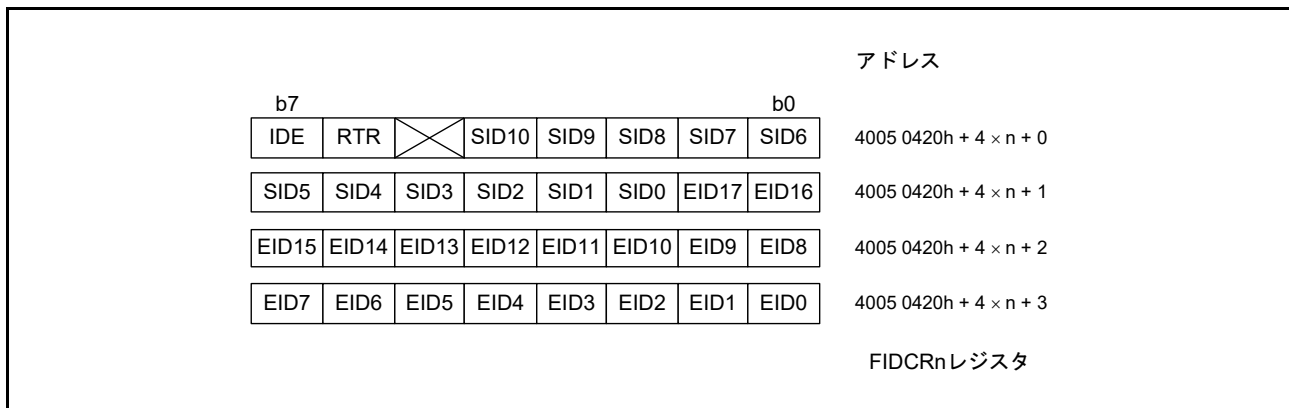 アドレス
b7 b0
IDE RTR SID10 SID9 SID8 SID7 SID6 4005 0420h + 4 × n + 0
SID5 SID4 SID3 SID2 SID1 SID0 EID17 EID16 4005 0420h + 4 × n + 1
EID15 EID14 EID13 EID12 EID11 EID10 EID9 EID8 4005 0420h + 4 × n + 2
EID7 EID6 EID5 EID4 EID3 EID2 EID1 EID0 4005 0420h + 4 × n + 3
FIDCRnレジスタ